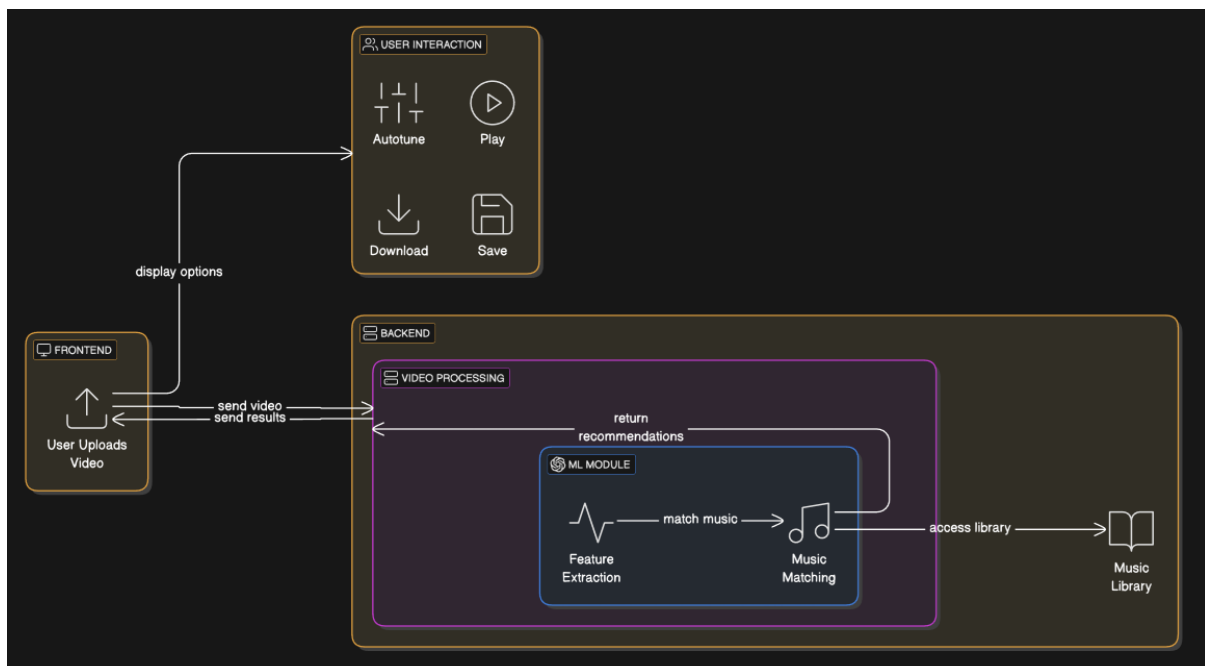 USER INTERACTION
Autotune
Play
Download
Save
display options
FRONTEND
User Uploads
Video
send video
send results
BACKEND
VIDEO PROCESSING
return
recommendations
ML MODULE
Feature
Extraction
match music
Music
Matching
access library
Music
Library